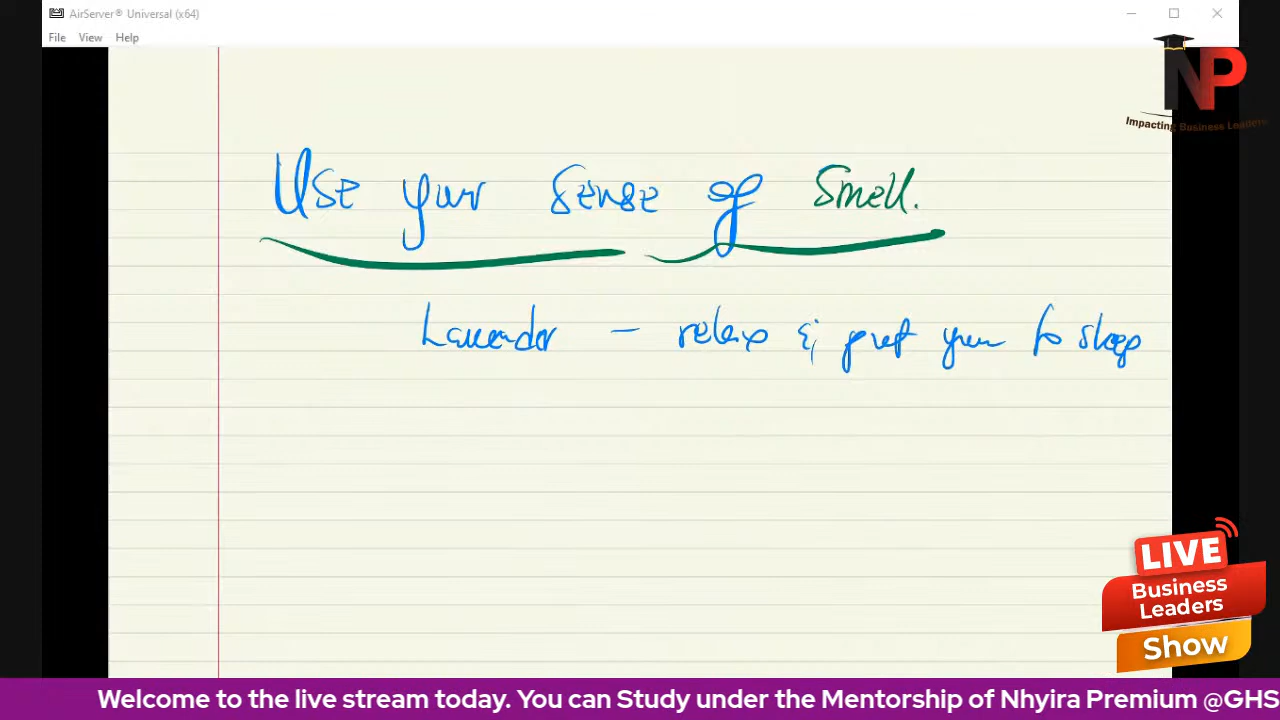 AirServer® Universal (x64)
File View Help
NP
Impacting Business Leaders
Use your sense of Smell.
Lavender – relax & put you to sleep
LIVE
Business
Leaders
Show
Welcome to the live stream today. You can Study under the Mentorship of Nhyira Premium @GHS